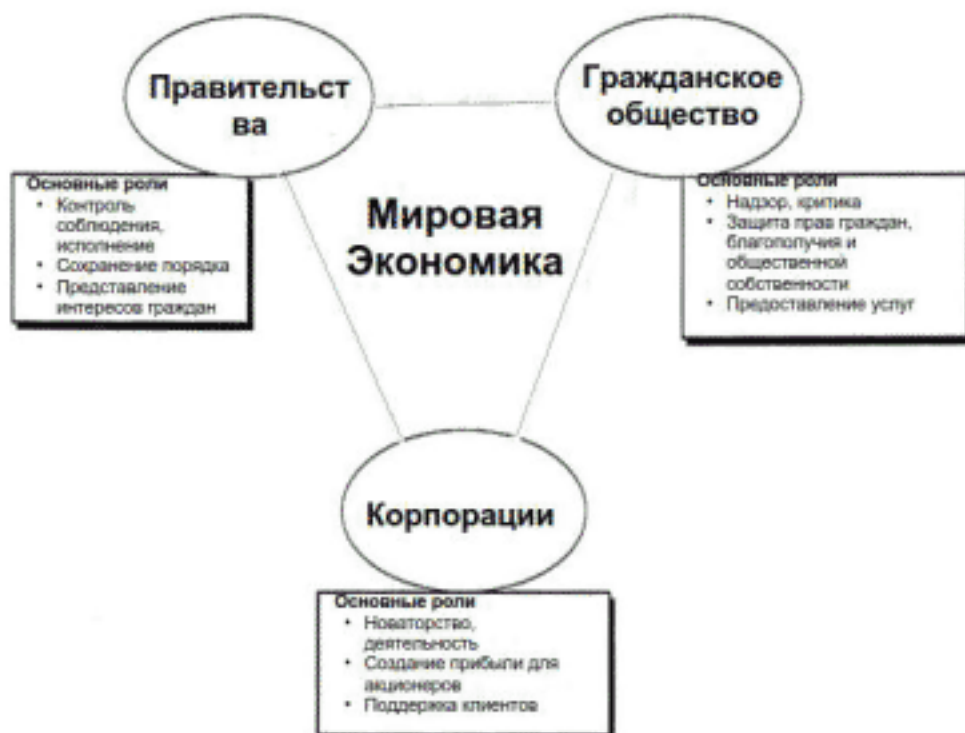 Правительст
ва
Гражданское
общество
Основные роли
• Контроль
соблюдения,
исполнение
• Сохранение порядка
• Представление
интересов граждан
Мировая
Экономика
Основные роли
• Надзор, критика
• Защита прав граждан,
благополучия и
общественной
собственности
• Предоставление услуг
Корпорации
Основные роли
• Новаторство,
деятельность
• Создание прибыли для
акционеров
• Поддержка клиентов